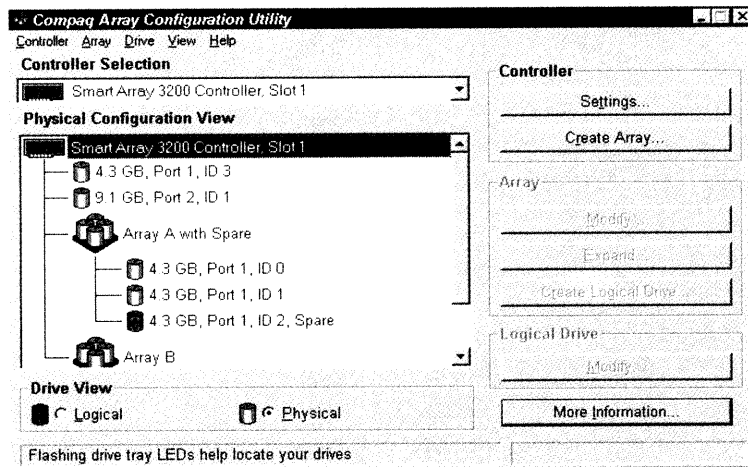 Compaq Array Configuration Utility
Controller Array Drive View Help
Controller Selection
Smart Array 3200 Controller, Slot 1
Physical Configuration View
Smart Array 3200 Controller, Slot 1
4.3 GB, Port 1, ID 3
9.1 GB, Port 2, ID 1
Array A with Spare
4.3 GB, Port 1, ID 0
4.3 GB, Port 1, ID 1
4.3 GB, Port 1, ID 2, Spare
Array B
Drive View
Logical
Physical
Controller
Settings...
Create Array...
Array
Modify...
Expand...
Create Logical Drive...
Logical Drive
Modify...
More Information...
Flashing drive tray LEDs help locate your drives